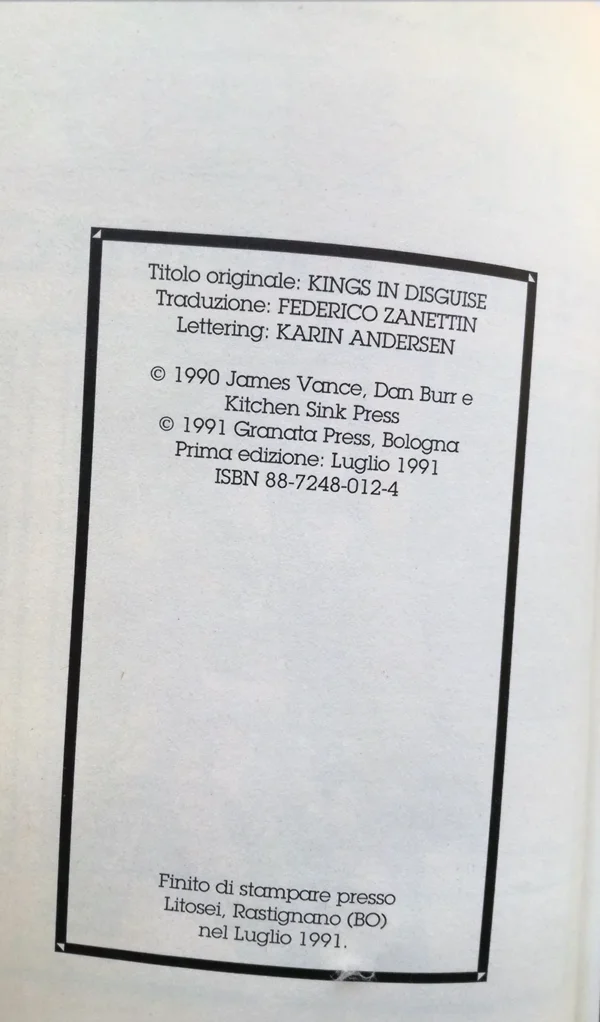 Titolo originale: KINGS IN DISGUISE
Traduzione: FEDERICO ZANETTIN
Lettering: KARIN ANDERSEN
© 1990 James Vance, Dan Burr e
Kitchen Sink Press
© 1991 Granata Press, Bologna
Prima edizione: Luglio 1991
ISBN 88-7248-012-4
Finito di stampare presso
Litosei, Rastignano (BO)
nel Luglio 1991.